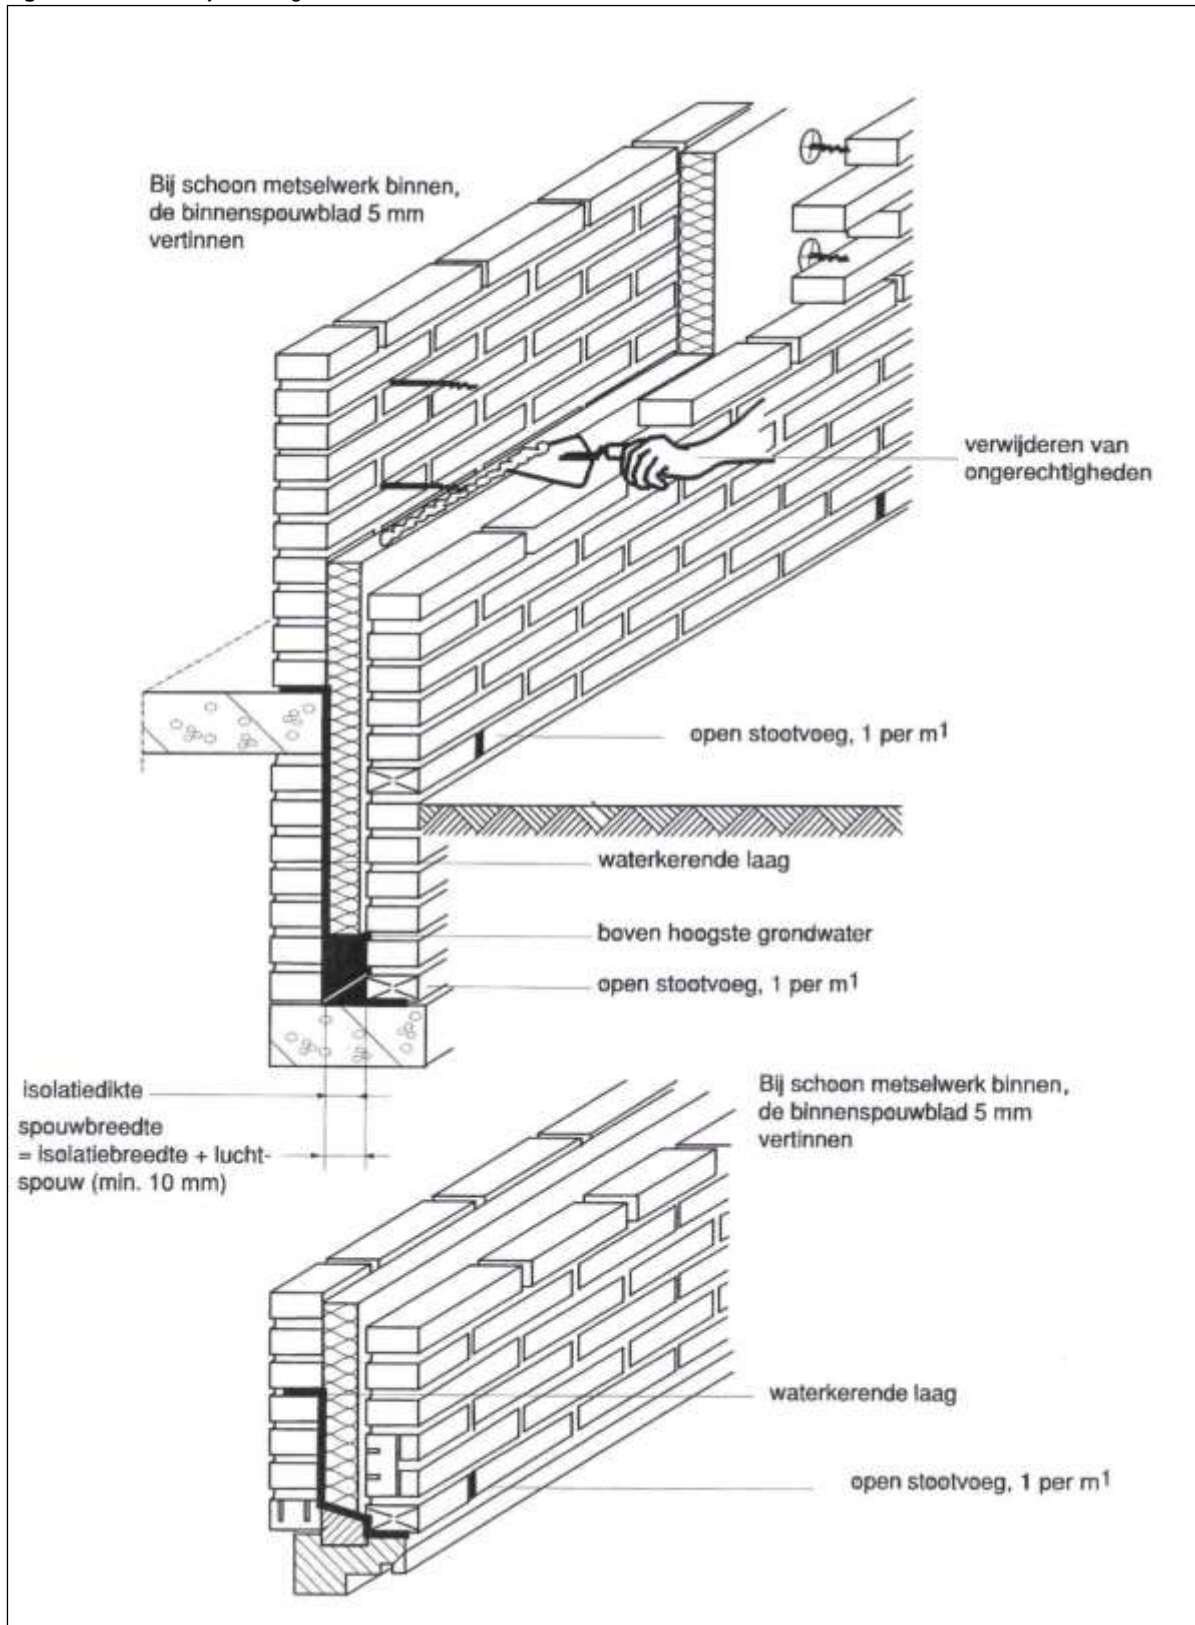 Bij schoon metselwerk binnen,
de binnenspouwblad 5 mm
vertinnen
verwijderen van
ongerechtigheden
open stootvoeg, 1 per m1
waterkerende laag
boven hoogste grondwater
open stootvoeg, 1 per m1
isolatiedikte
spouwbreedte
= isolatiebreedte + lucht-
spouw (min. 10 mm)
Bij schoon metselwerk binnen,
de binnenspouwblad 5 mm
vertinnen
waterkerende laag
open stootvoeg, 1 per m1